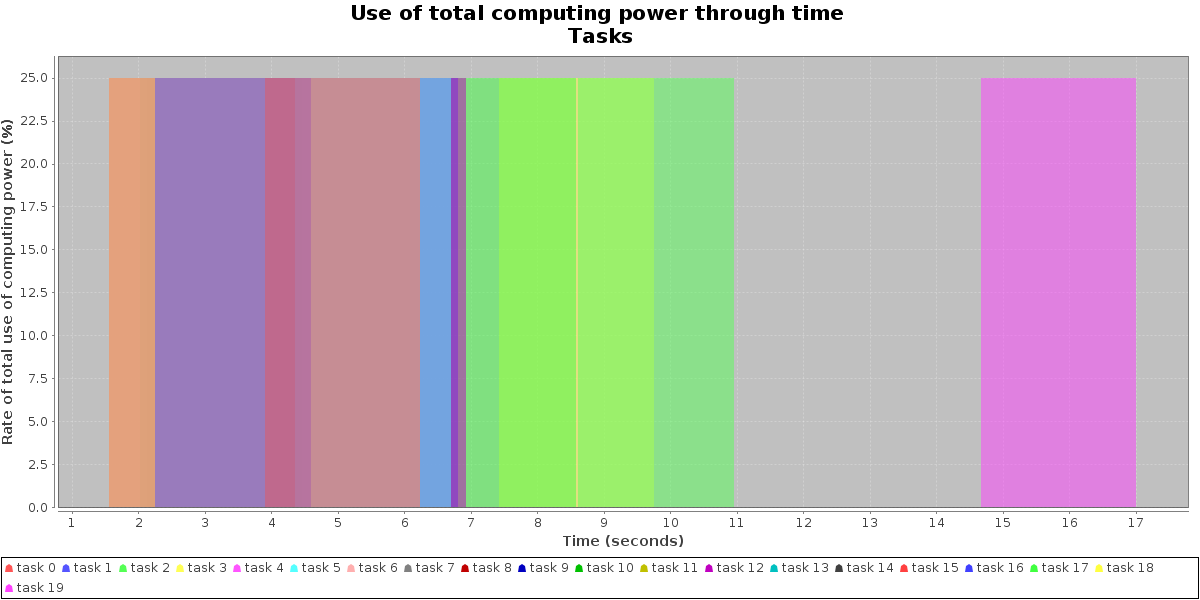 Use of total computing power through time
Tasks
Rate of total use of computing power (%)
25.0
22.5
20.0
17.5
15.0
12.5
10.0
7.5
5.0
2.5
0.0
1 2 3 4 5 6 7 8 9 10 11 12 13 14 15 16 17
Time (seconds)
task 0 task 1 task 2 task 3 task 4 task 5 task 6 task 7 task 8 task 9 task 10 task 11 task 12 task 13 task 14 task 15 task 16 task 17 task 18
task 19